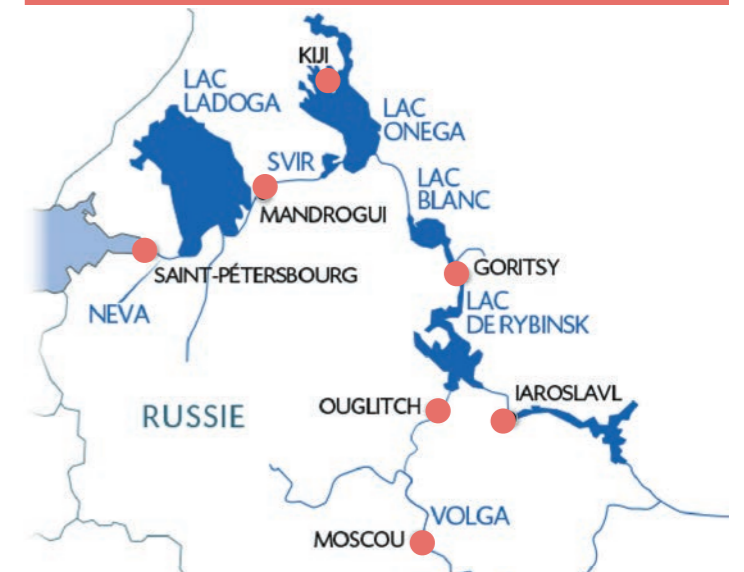 KIJI
LAC
LADOGA
LAC
ONEGA
SVIR
LAC
BLANC
MANDROGUI
GORITSY
SAINT-PÉTERSBOURG
NEVA
LAC
DE RYBINSK
IAROSLAVL
OUGLITCH
RUSSIE
VOLGA
MOSCOU